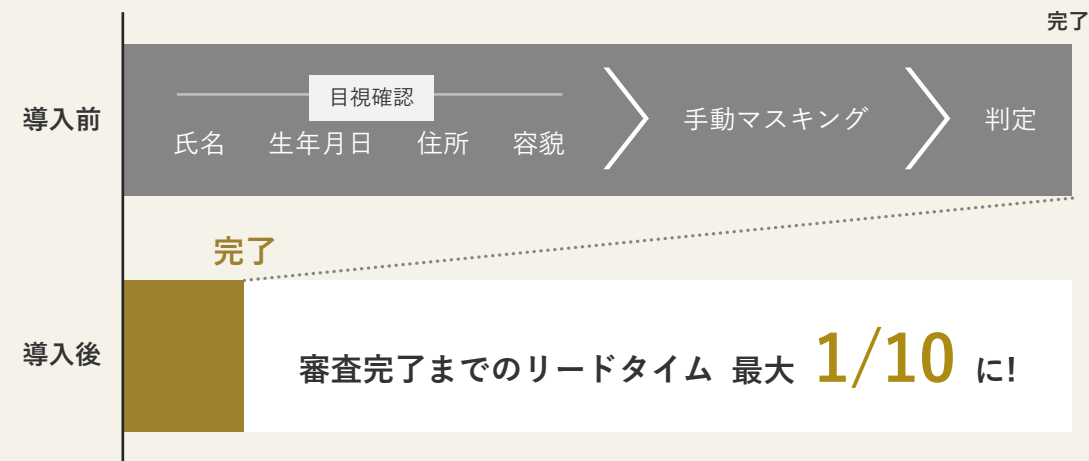 完了
導入前
目視確認
氏名 生年月日 住所 容貌
手動マスキング
判定
完了
導入後
審査完了までのリードタイム 最大 1/10 に!